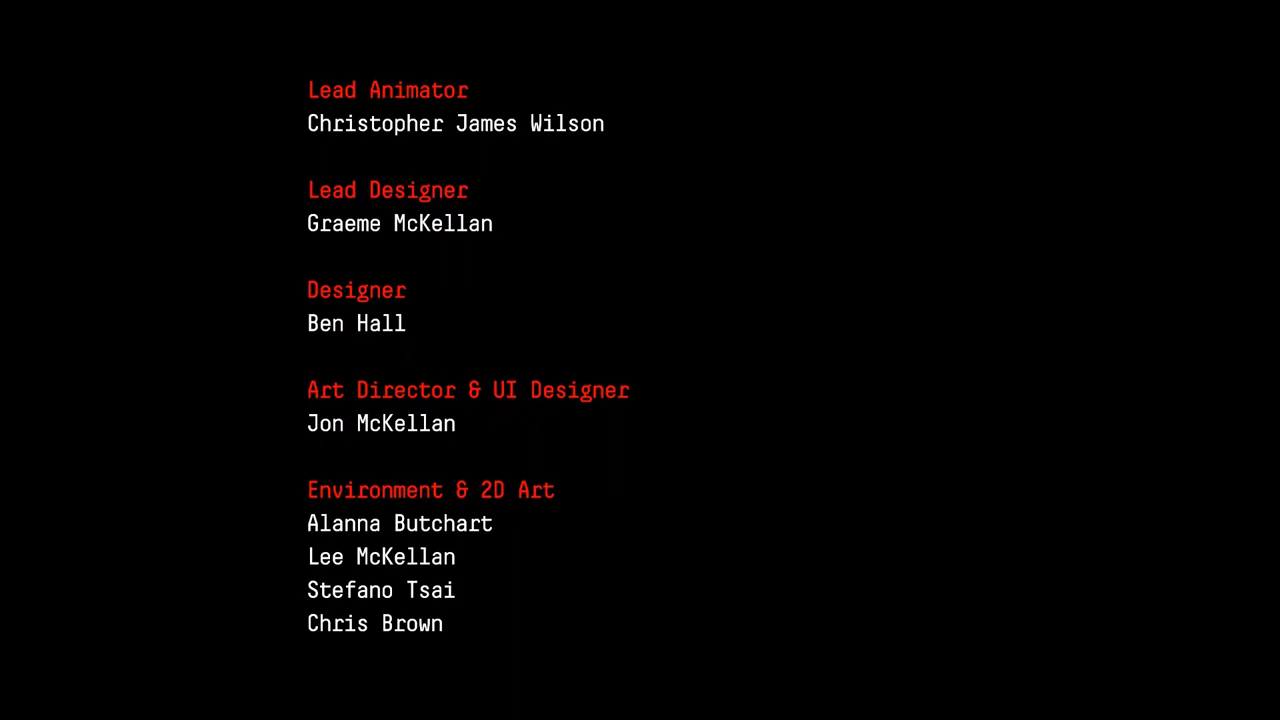 Lead Animator
Christopher James Wilson
Lead Designer
Graeme McKellan
Designer
Ben Hall
Art Director & UI Designer
Jon McKellan
Environment & 2D Art
Alanna Butchart
Lee McKellan
Stefano Tsai
Chris Brown